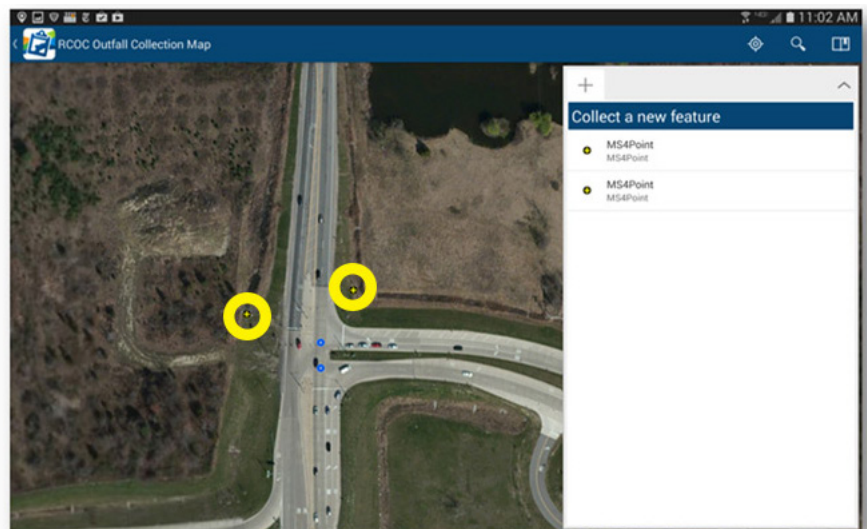 11:02 AM
RCOC Outfall Collection Map
Collect a new feature
MS4Point
MS4Point
MS4Point
MS4Point